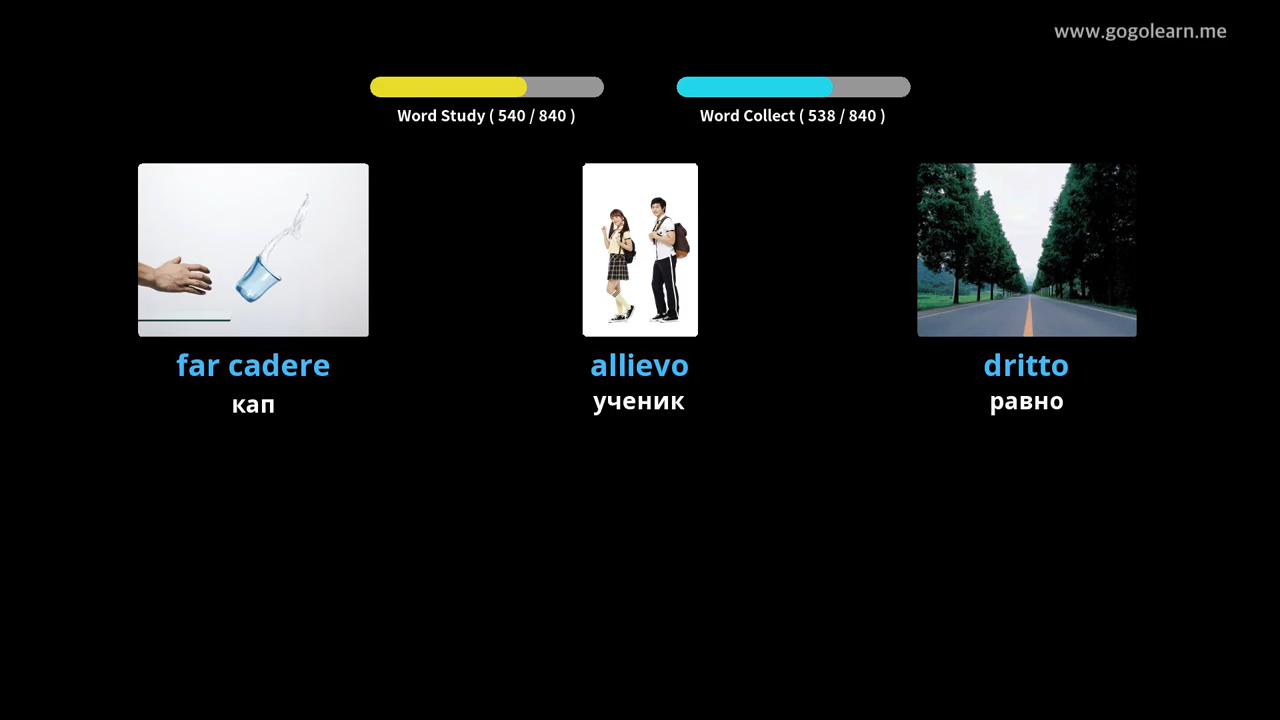 www.gogolearn.me
Word Study ( 540 / 840 )
Word Collect ( 538 / 840 )
far cadere
кап
allievo
ученик
dritto
равно